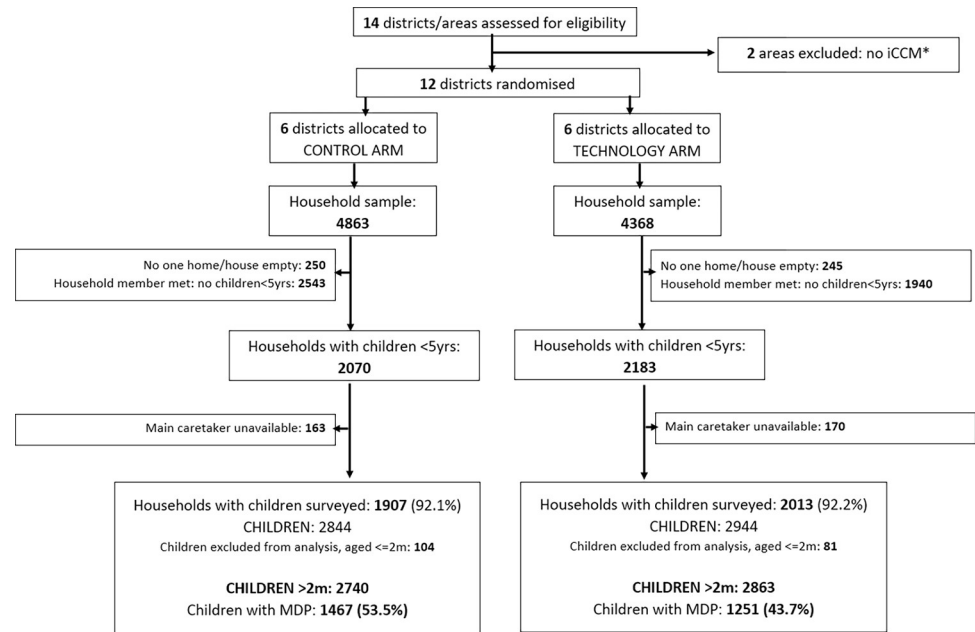 14 districts/areas assessed for eligibility
2 areas excluded: no iCCM*
12 districts randomised
6 districts allocated to
CONTROL ARM
6 districts allocated to
TECHNOLOGY ARM
Household sample:
4863
Household sample:
4368
No one home/house empty: 250
Household member met: no children<5yrs: 2543
No one home/house empty: 245
Household member met: no children<5yrs: 1940
Households with children <5yrs:
2070
Households with children <5yrs:
2183
Main caretaker unavailable: 163
Main caretaker unavailable: 170
Households with children surveyed: 1907 (92.1%)
CHILDREN: 2844
Children excluded from analysis, aged <=2m: 104
CHILDREN >2m: 2740
Children with MDP: 1467 (53.5%)
Households with children surveyed: 2013 (92.2%)
CHILDREN: 2944
Children excluded from analysis, aged <=2m: 81
CHILDREN >2m: 2863
Children with MDP: 1251 (43.7%)